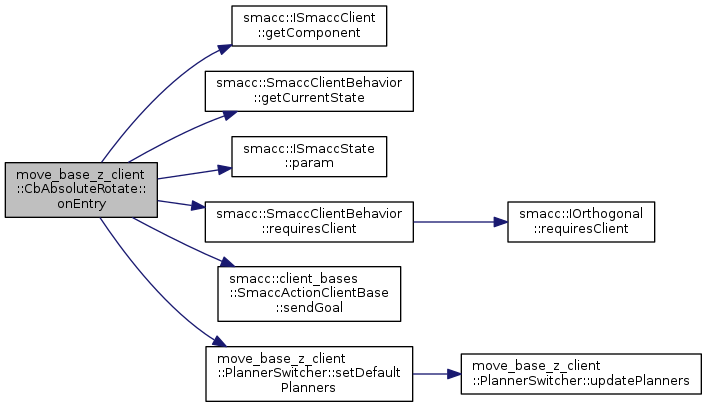 smacc::ISmaccClient
::getComponent
smacc::SmaccClientBehavior
::getCurrentState
smacc::ISmaccState
::param
move_base_z_client
::CbAbsoluteRotate::
onEntry
smacc::SmaccClientBehavior
::requiresClient
smacc::IOrthogonal
::requiresClient
smacc::client_bases
::SmaccActionClientBase
::sendGoal
move_base_z_client
::PlannerSwitcher::setDefault
Planners
move_base_z_client
::PlannerSwitcher::updatePlanners